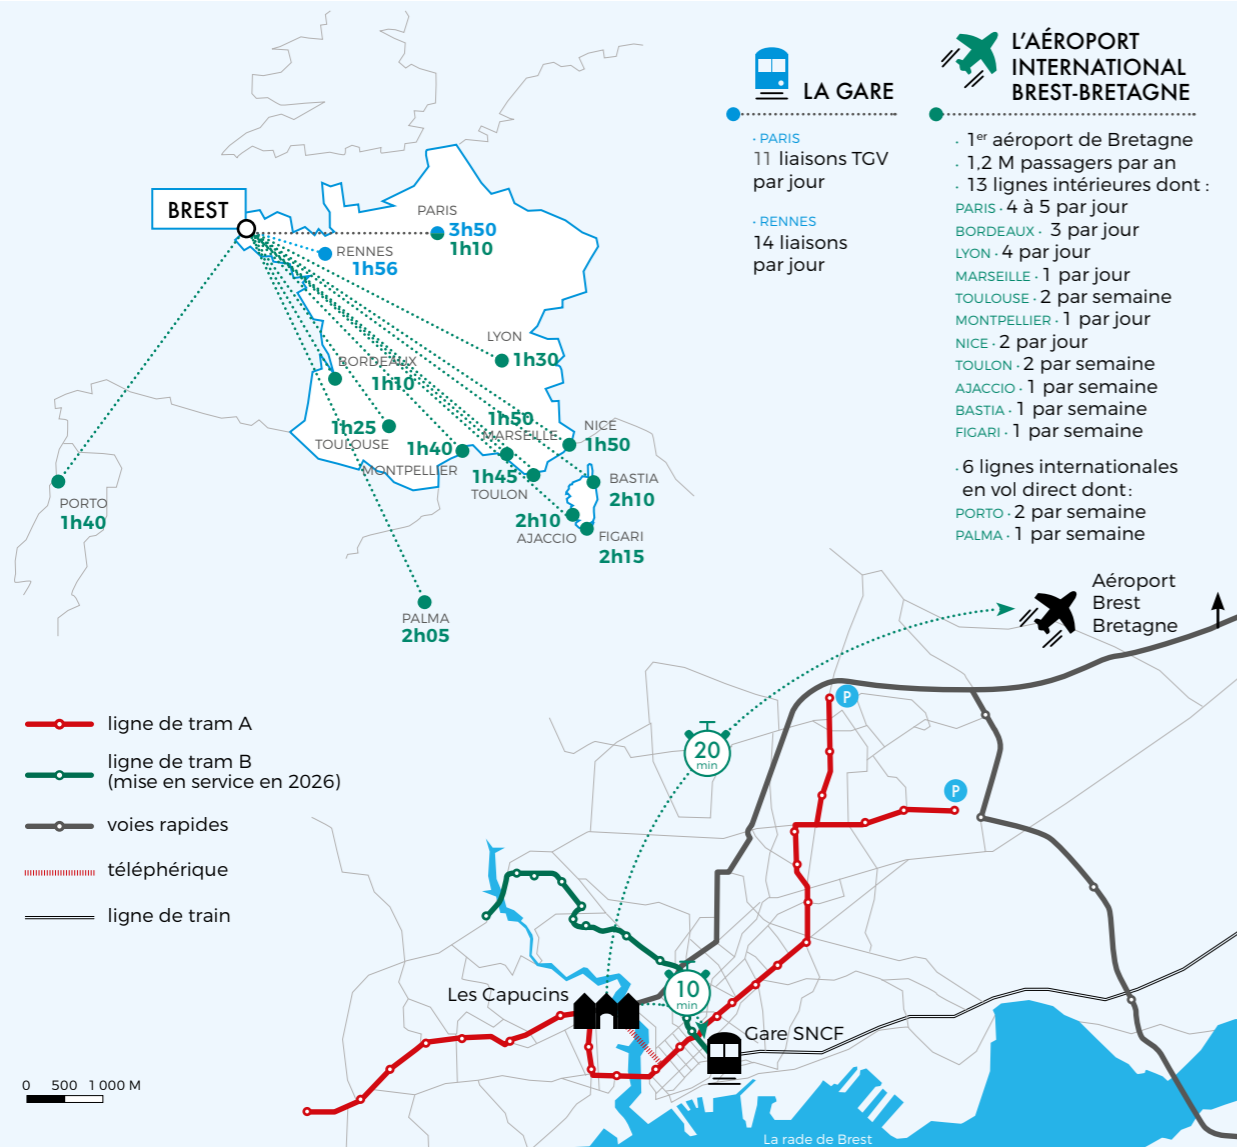 BREST
PARIS
3h50
1h10
RENNES
1h56
LYON
1h30
BORDEAUX
1h10
1h25
TOULOUSE
1h40
MONTPELLIER
1h50
MARSEILLE
1h45
TOULON
NICE
1h50
BASTIA
2h10
2h10
AJACCIO
FIGARI
2h15
PORTO
1h40
PALMA
2h05
LA GARE
· PARIS
11 liaisons TGV
par jour
· RENNES
14 liaisons
par jour
L'AÉROPORT
INTERNATIONAL
BREST-BRETAGNE
· 1er aéroport de Bretagne
· 1,2 M passagers par an
· 13 lignes intérieures dont :
PARIS · 4 à 5 par jour
BORDEAUX · 3 par jour
LYON · 4 par jour
MARSEILLE · 1 par jour
TOULOUSE · 2 par semaine
MONTPELLIER · 1 par jour
NICE · 2 par jour
TOULON · 2 par semaine
AJACCIO · 1 par semaine
BASTIA · 1 par semaine
FIGARI · 1 par semaine
· 6 lignes internationales
en vol direct dont :
PORTO · 2 par semaine
PALMA · 1 par semaine
Aéroport
Brest
Bretagne
P
P
20
min
10
min
ligne de tram A
ligne de tram B
(mise en service en 2026)
voies rapides
téléphérique
ligne de train
Les Capucins
Gare SNCF
0 500 1 000 M
La rade de Brest